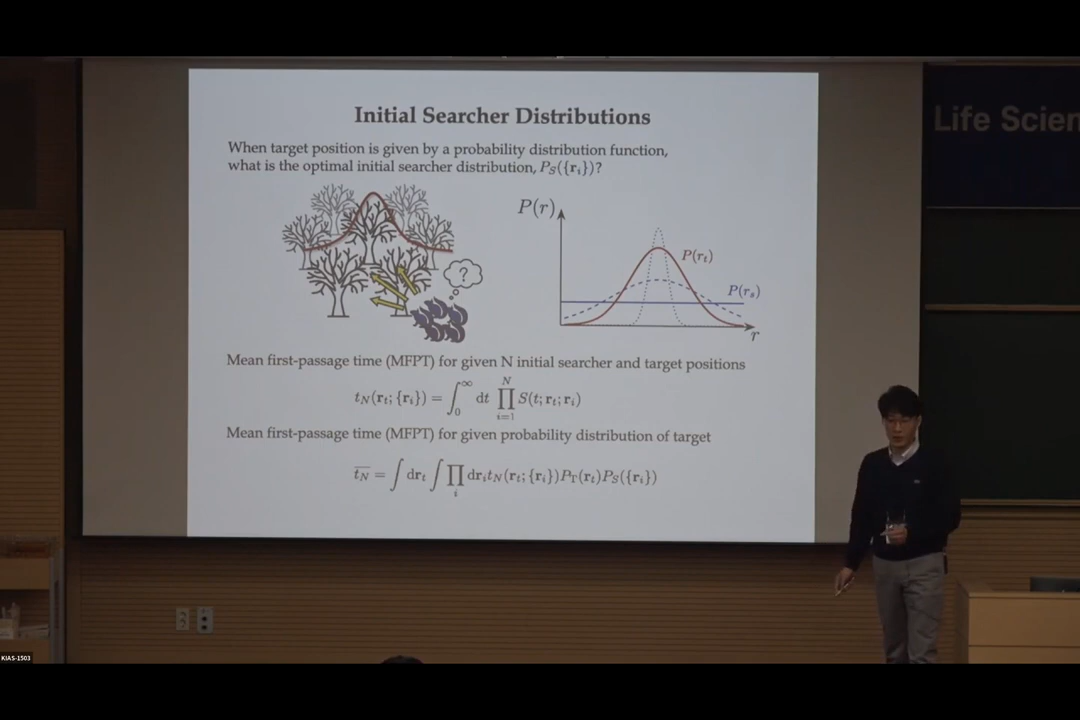 Initial Searcher Distributions
When target position is given by a probability distribution function,
what is the optimal initial searcher distribution, P_S({r_i})?
?
P(r)
P(r_t)
P(r_s)
r
Mean first-passage time (MFPT) for given N initial searcher and target positions
t_N(r_t; {r_i}) = ∫_0^∞ dt ∏_{i=1}^N S(t; r_t; r_i)
Mean first-passage time (MFPT) for given probability distribution of target
\overline{t_N} = ∫ dr_t ∫ ∏_i dr_i t_N(r_t; {r_i}) P_T(r_t) P_S({r_i})
Life Scien
KIAS-1503